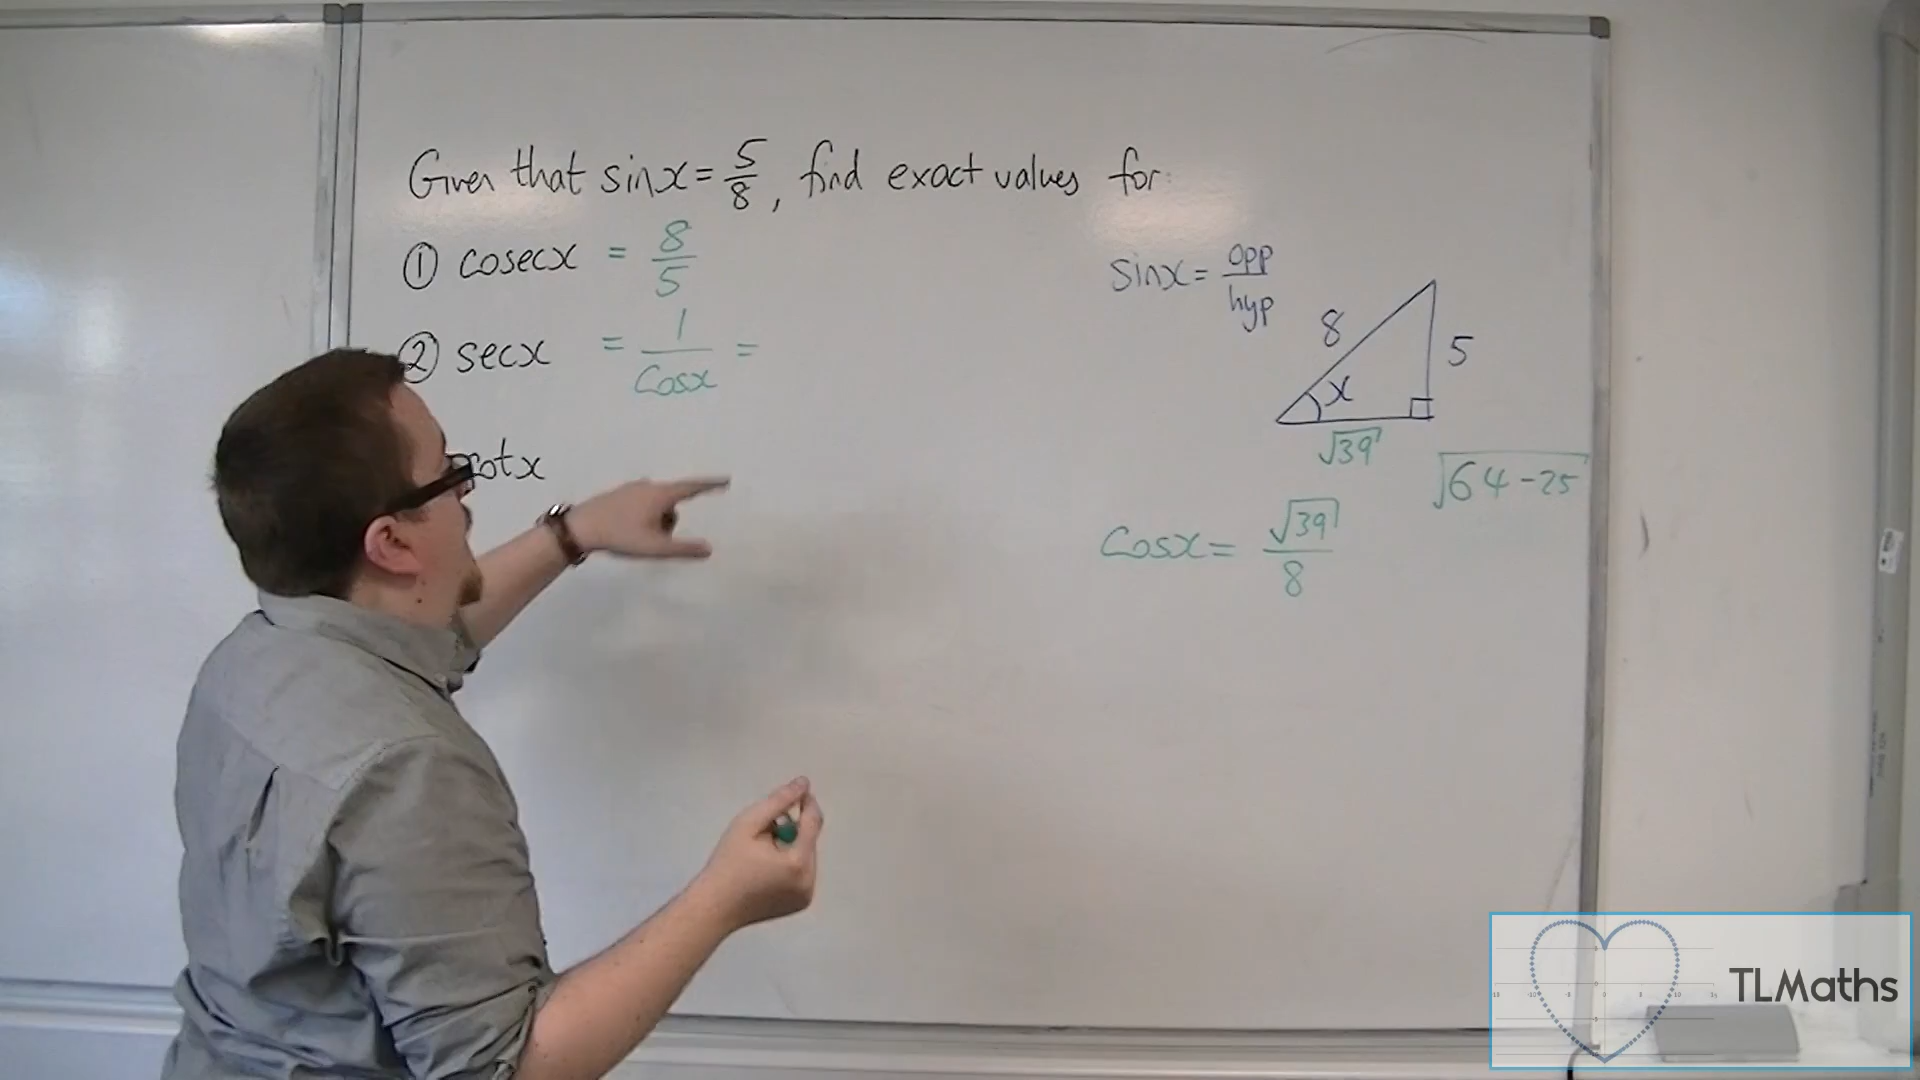 Given that sinx = 5/8, find exact values for:
① cosecx = 8/5
② secx = 1/cosx =
cotx
sinx = opp/hyp
8
5
x
√39
√64-25
cosx = √39/8
TLMaths